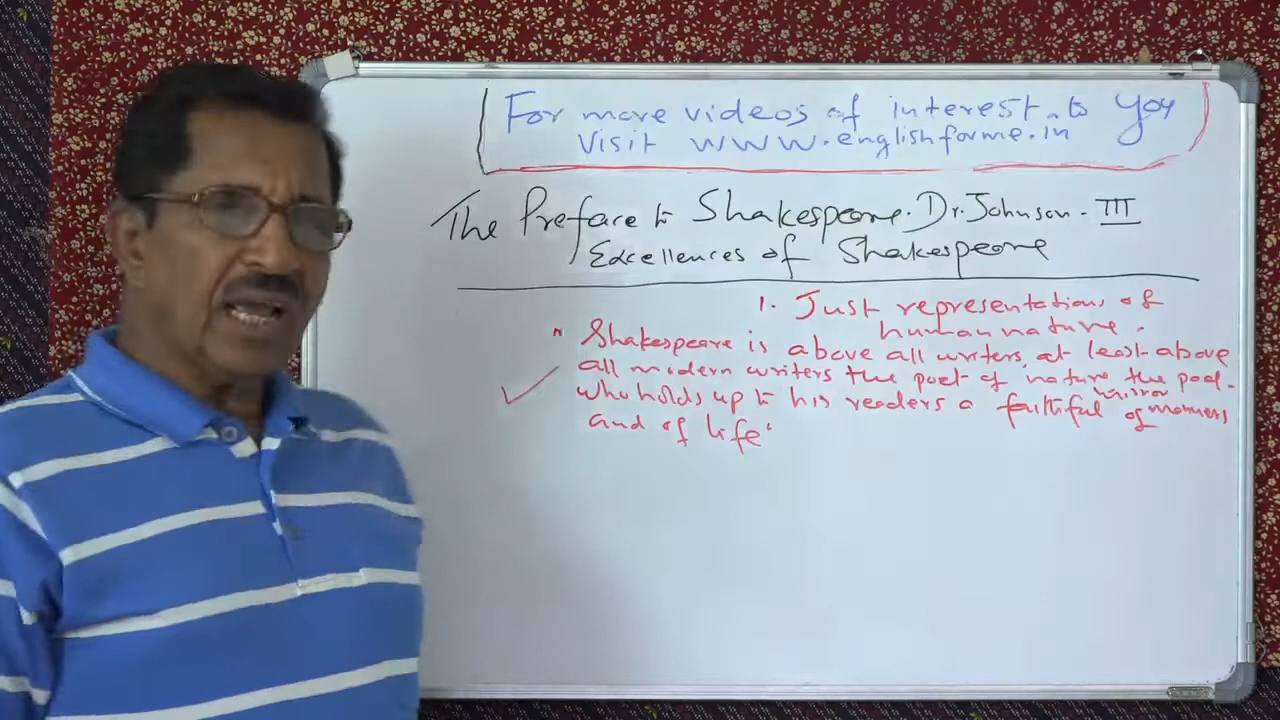 For more videos of interest to you
Visit www.englishforme.in
The Preface to Shakespeare. Dr. Johnson - III
Excellences of Shakespeare
1. Just representations of
human nature.
" Shakespeare is above all writers, at least above
all modern writers the poet of nature the poet
who holds up to his readers a faithful mirror of manners
and of life'